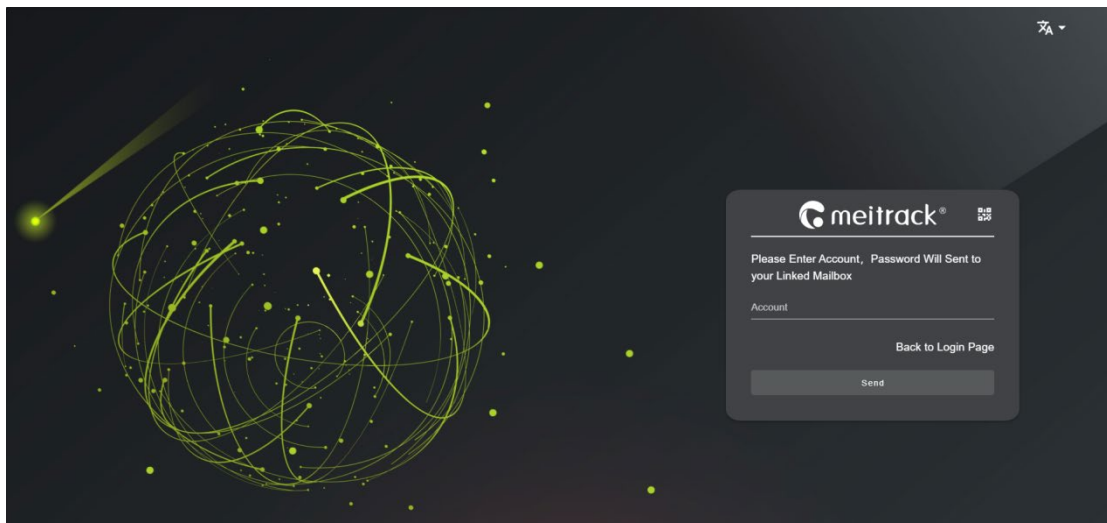 meitrack®
Please Enter Account，Password Will Sent to
your Linked Mailbox
Account
Back to Login Page
Send